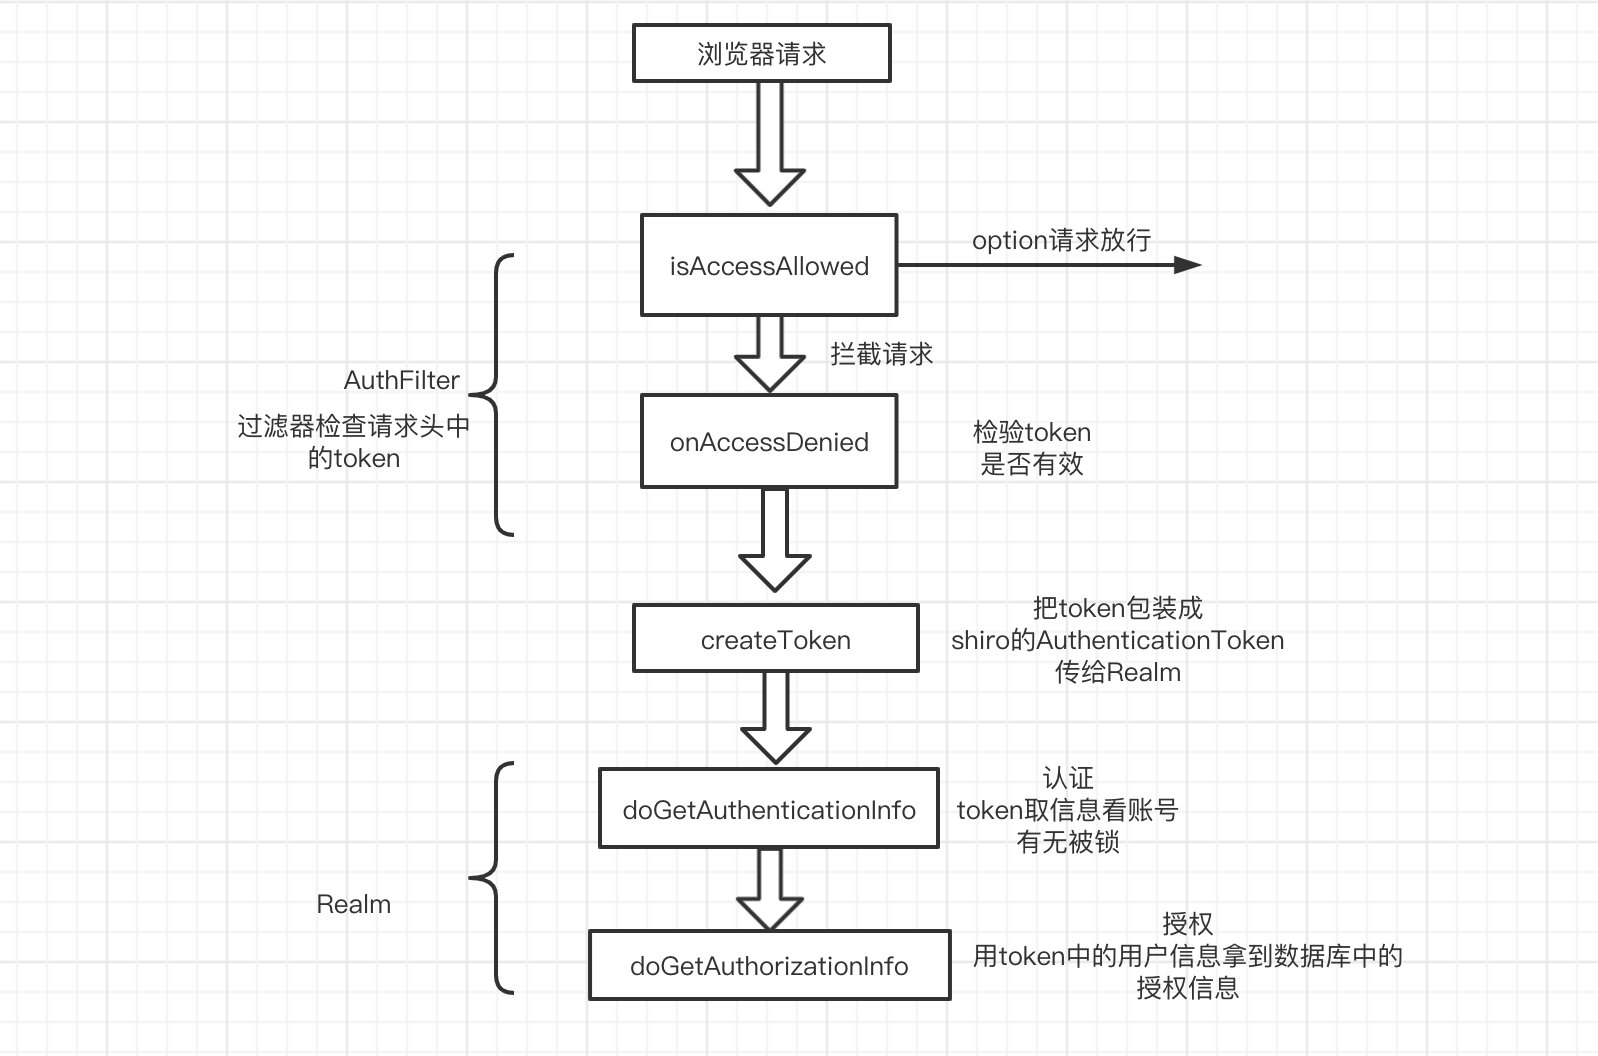 浏览器请求
isAccessAllowed
option请求放行
拦截请求
AuthFilter
过滤器检查请求头中
的token
onAccessDenied
检验token
是否有效
createToken
把token包装成
shiro的AuthenticationToken
传给Realm
doGetAuthenticationInfo
认证
token取信息看账号
有无被锁
Realm
doGetAuthorizationInfo
授权
用token中的用户信息拿到数据库中的
授权信息